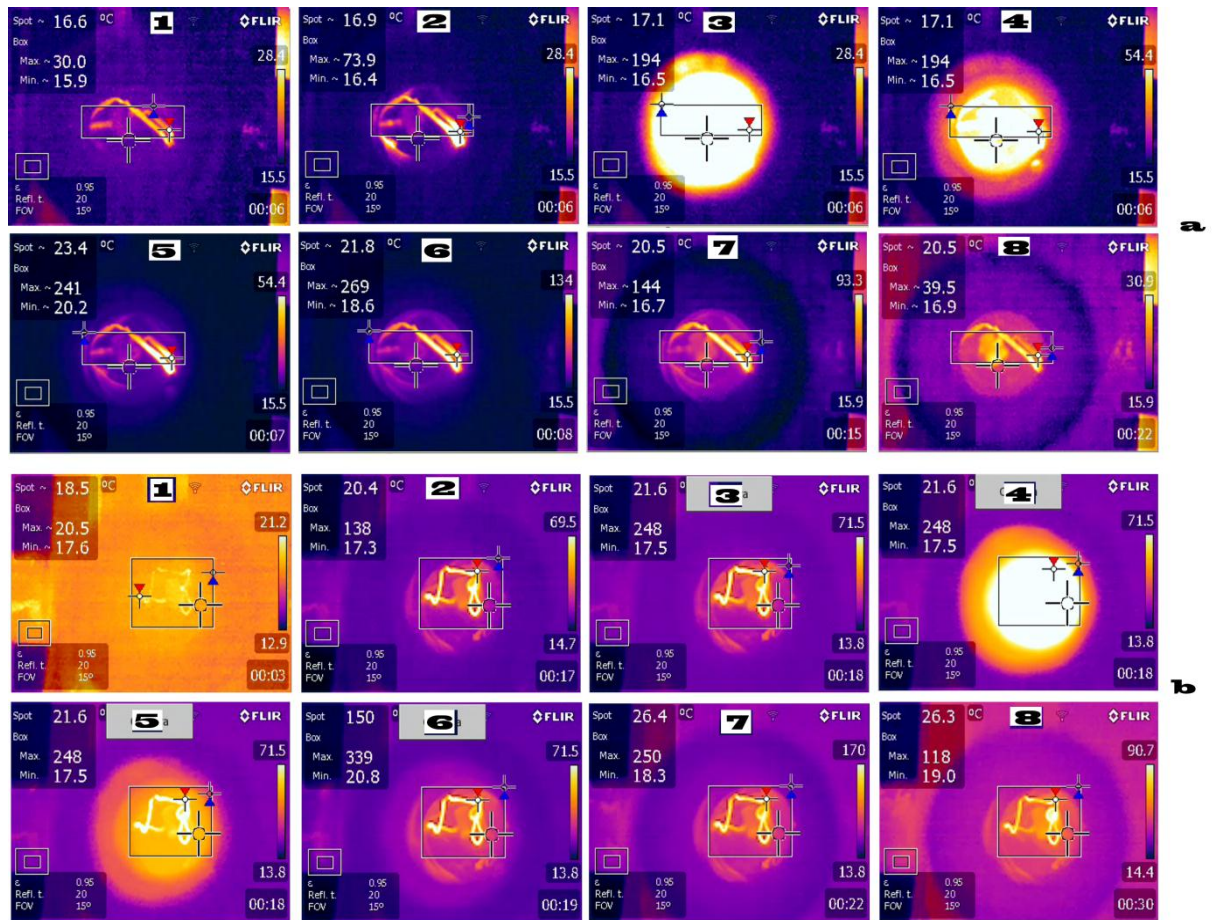 Spot ~ 16.6 °C 1 FLIR
Box
Max. ~ 30.0
Min. ~ 15.9
28.4
15.5
ε 0.95
Refl. t. 20
FOV 15º
00:06
Spot ~ 16.9 °C 2 FLIR
Box
Max. ~ 73.9
Min. ~ 16.4
28.4
15.5
ε 0.95
Refl. t. 20
FOV 15º
00:06
Spot ~ 17.1 °C 3 FLIR
Box
Max. ~ 194
Min. ~ 16.5
28.4
15.5
ε 0.95
Refl. t. 20
FOV 15º
00:06
Spot ~ 17.1 °C 4 FLIR
Box
Max. ~ 194
Min. ~ 16.5
54.4
15.5
ε 0.95
Refl. t. 20
FOV 15º
00:06
a
Spot ~ 23.4 °C 5 FLIR
Box
Max. ~ 241
Min. ~ 20.2
54.4
15.5
ε 0.95
Refl. t. 20
FOV 15º
00:07
Spot ~ 21.8 °C 6 FLIR
Box
Max. ~ 269
Min. ~ 18.6
134
15.5
ε 0.95
Refl. t. 20
FOV 15º
00:08
Spot ~ 20.5 °C 7 FLIR
Box
Max. ~ 144
Min. ~ 16.7
93.3
15.9
ε 0.95
Refl. t. 20
FOV 15º
00:15
Spot ~ 20.5 °C 8 FLIR
Box
Max. ~ 39.5
Min. ~ 16.9
30.9
15.9
ε 0.95
Refl. t. 20
FOV 15º
00:22
Spot ~ 18.5 °C 1 FLIR
Box
Max. ~ 20.5
Min. ~ 17.6
21.2
12.9
ε 0.95
Refl. t. 20
FOV 15º
00:03
Spot 20.4 °C 2 FLIR
Box
Max. 138
Min. 17.3
69.5
14.7
ε 0.95
Refl. t. 20
FOV 15º
00:17
Spot 21.6 3 FLIR
Box
Max. 248
Min. 17.5
71.5
13.8
ε 0.95
Refl. t. 20
FOV 15º
00:18
Spot 21.6 4 FLIR
Box
Max. 248
Min. 17.5
71.5
13.8
ε 0.95
Refl. t. 20
FOV 15º
00:18
b
Spot 21.6 5 FLIR
Box
Max. 248
Min. 17.5
71.5
13.8
ε 0.95
Refl. t. 20
FOV 15º
00:18
Spot 150 6 FLIR
Box
Max. 339
Min. 20.8
71.5
13.8
ε 0.95
Refl. t. 20
FOV 15º
00:19
Spot 26.4 °C 7 FLIR
Box
Max. 250
Min. 18.3
170
13.8
ε 0.95
Refl. t. 20
FOV 15º
00:22
Spot 26.3 °C 8 FLIR
Box
Max. 118
Min. 19.0
90.7
14.4
ε 0.95
Refl. t. 20
FOV 15º
00:30